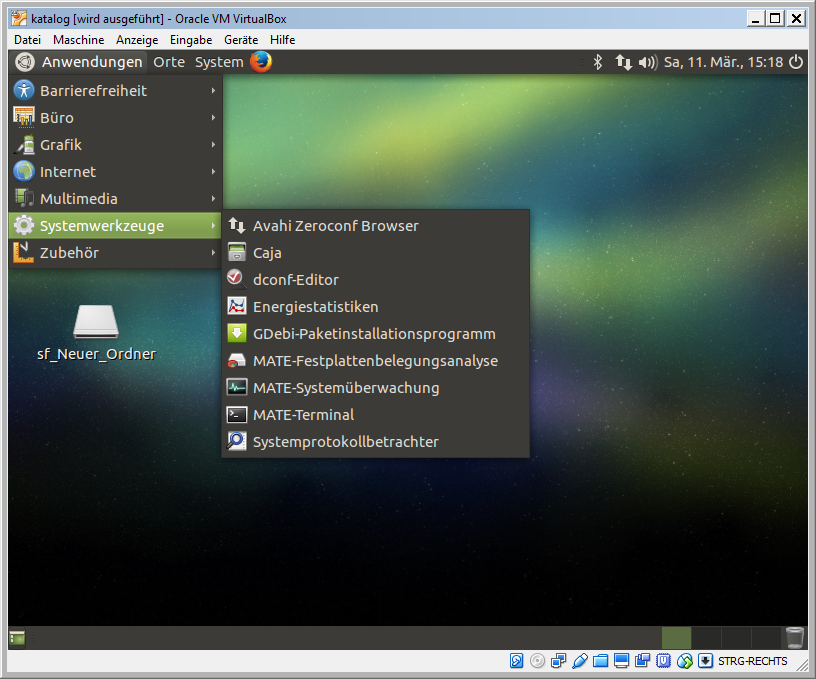 katalog [wird ausgeführt] - Oracle VM VirtualBox
Datei Maschine Anzeige Eingabe Geräte Hilfe
Anwendungen Orte System Sa, 11. Mär., 15:18
Barrierefreiheit
Büro
Grafik
Internet
Multimedia
Systemwerkzeuge
Zubehör
Avahi Zeroconf Browser
Caja
dconf-Editor
Energiestatistiken
GDebi-Paketinstallationsprogramm
MATE-Festplattenbelegungsanalyse
MATE-Systemüberwachung
MATE-Terminal
Systemprotokollbetrachter
sf_Neuer_Ordner
STRG-RECHTS